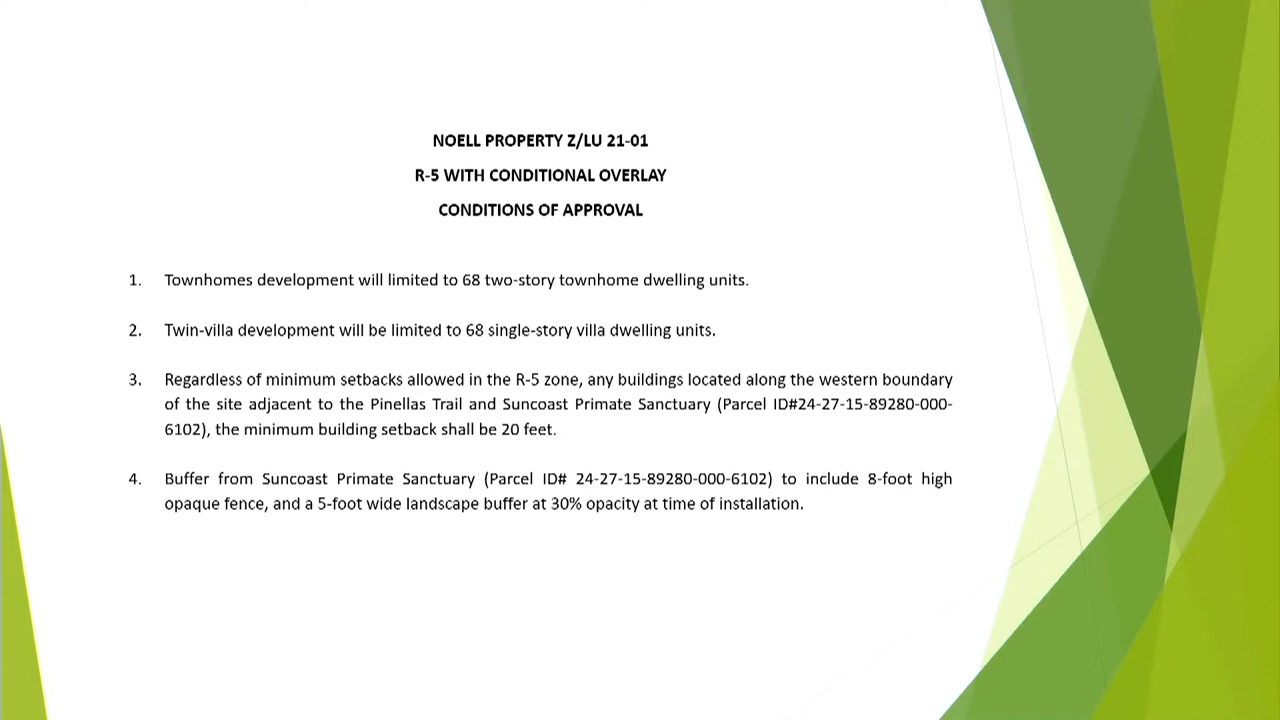 NOELL PROPERTY Z/LU 21-01
R-5 WITH CONDITIONAL OVERLAY
CONDITIONS OF APPROVAL
1. Townhomes development will limited to 68 two-story townhome dwelling units.
2. Twin-villa development will be limited to 68 single-story villa dwelling units.
3. Regardless of minimum setbacks allowed in the R-5 zone, any buildings located along the western boundary
of the site adjacent to the Pinellas Trail and Suncoast Primate Sanctuary (Parcel ID#24-27-15-89280-000-
6102), the minimum building setback shall be 20 feet.
4. Buffer from Suncoast Primate Sanctuary (Parcel ID# 24-27-15-89280-000-6102) to include 8-foot high
opaque fence, and a 5-foot wide landscape buffer at 30% opacity at time of installation.